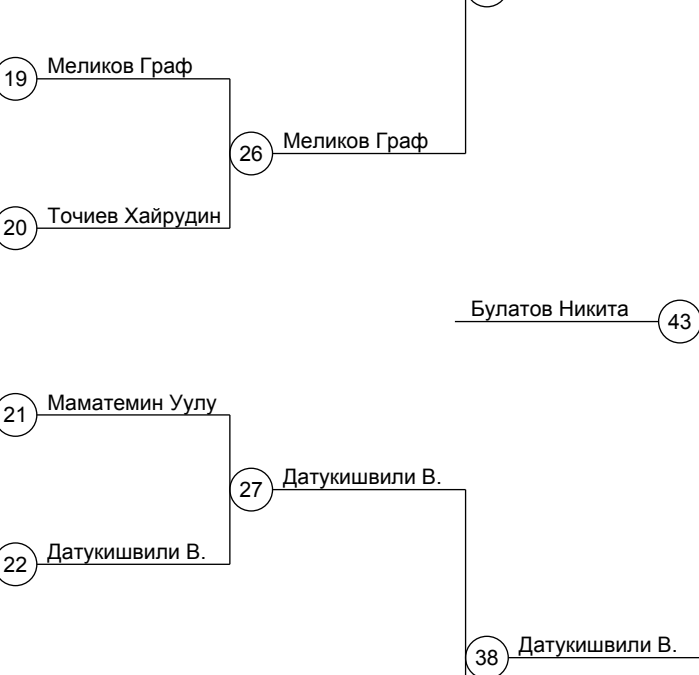 19 Меликов Граф
26 Меликов Граф
20 Точиев Хайрудин
Булатов Никита 43
21 Маматемин Уулу
27 Датукишвили В.
22 Датукишвили В.
38 Датукишвили В.